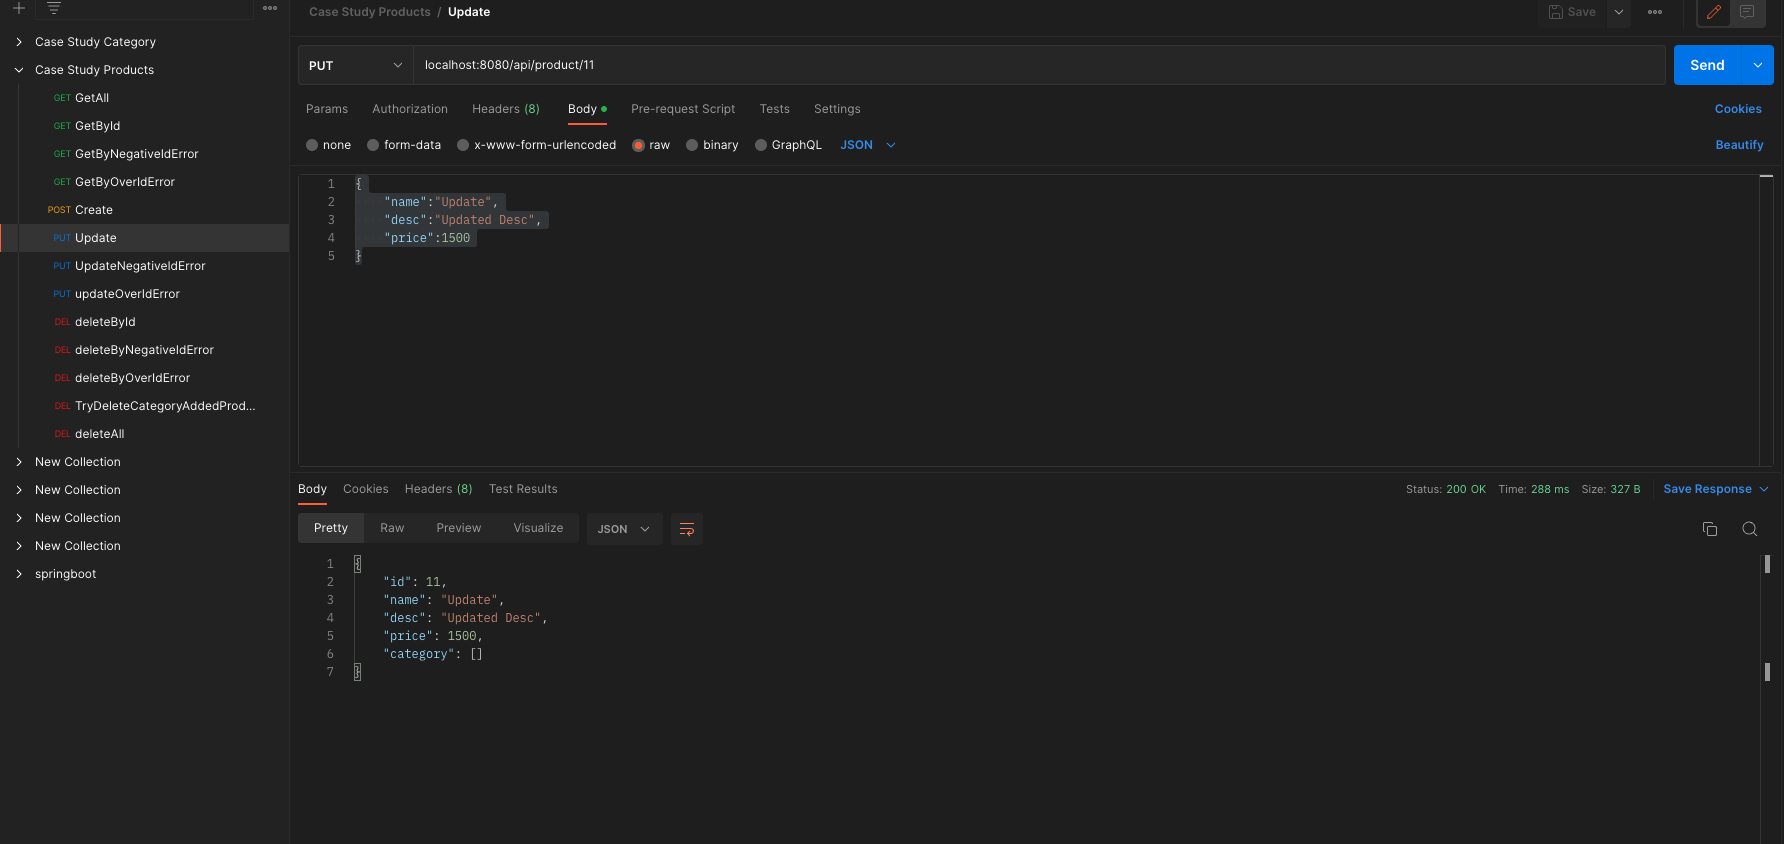 Case Study Products / Update
Save
Case Study Category
Case Study Products
GET GetAll
GET GetById
GET GetByNegativeIdError
GET GetByOverIdError
POST Create
PUT Update
PUT UpdateNegativeIdError
PUT updateOverIdError
DEL deleteById
DEL deleteByNegativeIdError
DEL deleteByOverIdError
DEL TryDeleteCategoryAddedProd...
DEL deleteAll
New Collection
New Collection
New Collection
New Collection
springboot
PUT localhost:8080/api/product/11 Send
Params Authorization Headers (8) Body Pre-request Script Tests Settings Cookies
none form-data x-www-form-urlencoded raw binary GraphQL JSON Beautify
1 {
2 "name":"Update",
3 "desc":"Updated Desc",
4 "price":1500
5 }
Body Cookies Headers (8) Test Results Status: 200 OK Time: 288 ms Size: 327 B Save Response
Pretty Raw Preview Visualize JSON
1 {
2 "id": 11,
3 "name": "Update",
4 "desc": "Updated Desc",
5 "price": 1500,
6 "category": []
7 }